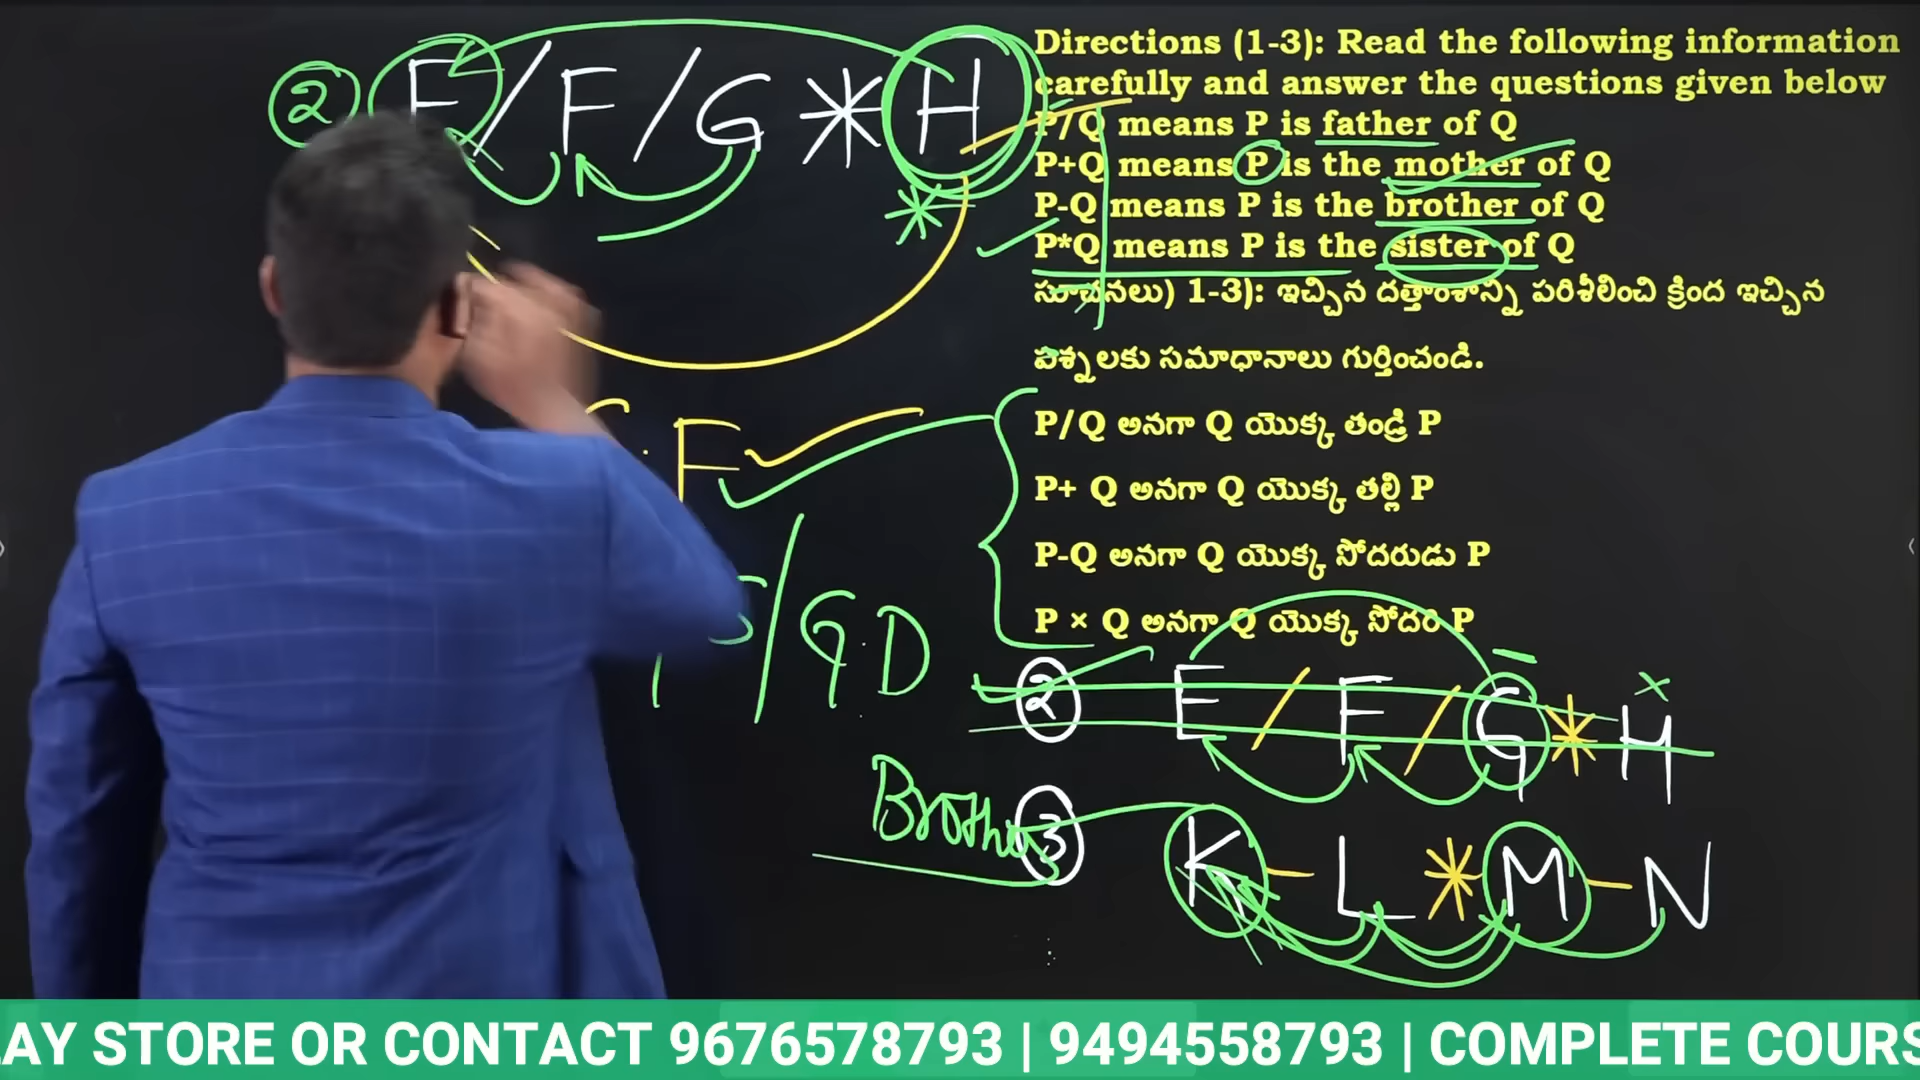 ② E / F / G * H
Directions (1-3): Read the following information
carefully and answer the questions given below
P/Q means P is father of Q
P+Q means P is the mother of Q
P-Q means P is the brother of Q
P*Q means P is the sister of Q
*
సూచనలు) 1-3): ఇచ్చిన దత్తాంశాన్ని పరిశీలించి క్రింద ఇచ్చిన
ప్రశ్నలకు సమాధానాలు గుర్తించండి.
P/Q అనగా Q యొక్క తండ్రి P
P+ Q అనగా Q యొక్క తల్లి P
P-Q అనగా Q యొక్క సోదరుడు P
P × Q అనగా Q యొక్క సోదరి P
F
S / G D
② E / F / G * H
Brother
③ K - L * M - N
LAY STORE OR CONTACT 9676578793 | 9494558793 | COMPLETE COURS